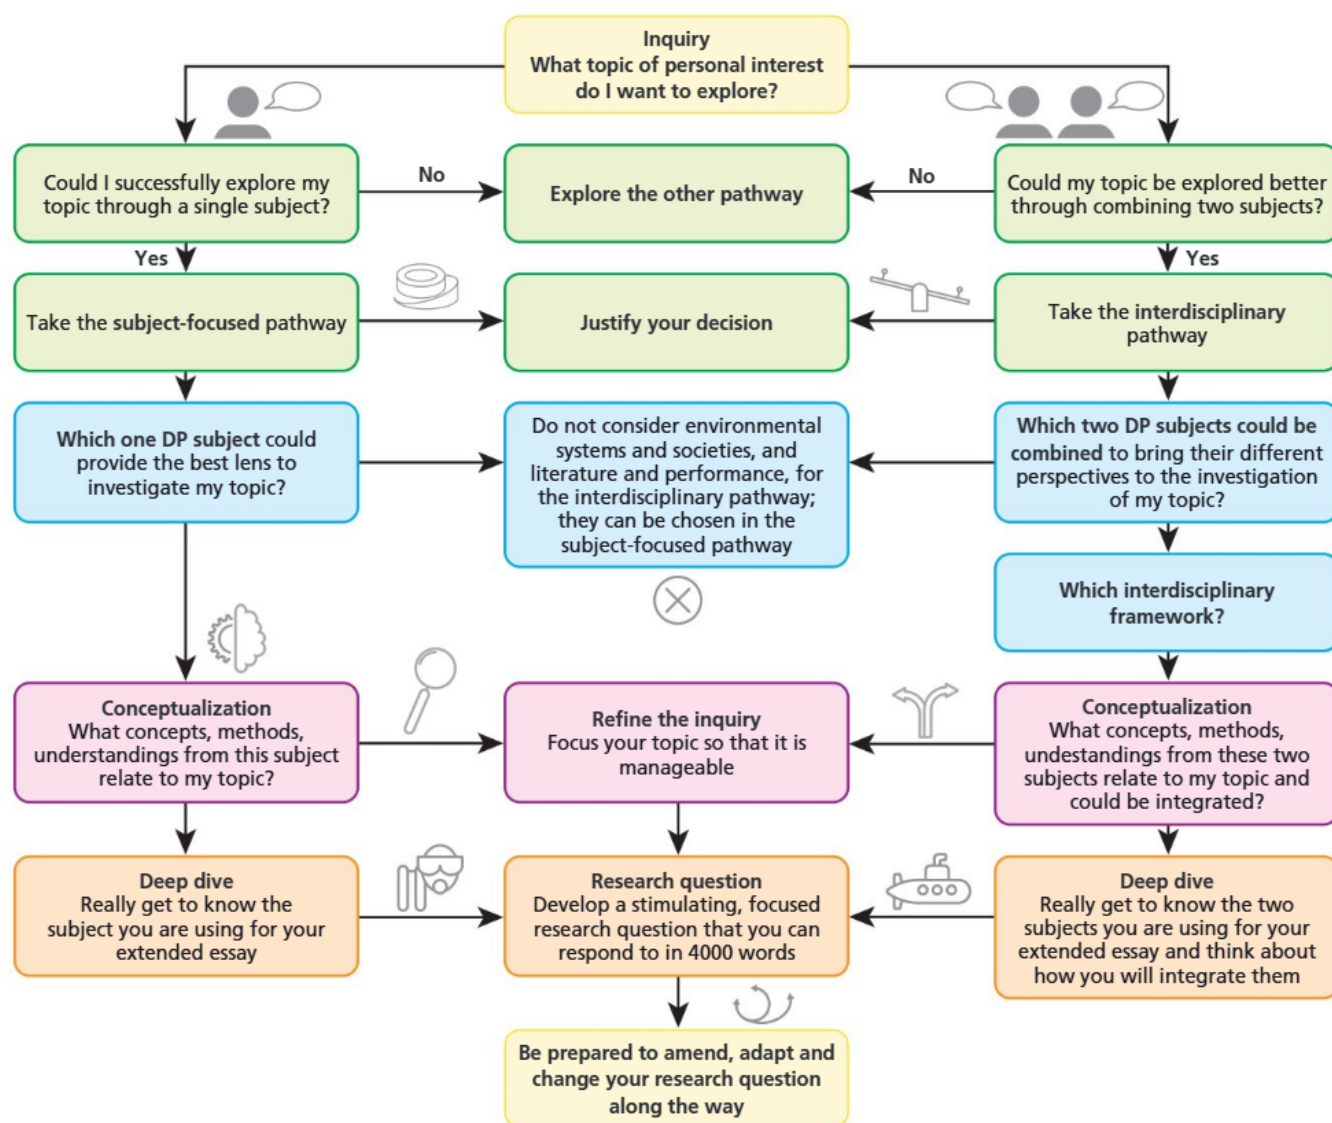 Inquiry
What topic of personal interest
do I want to explore?
Could I successfully explore my
topic through a single subject?
No
Explore the other pathway
No
Could my topic be explored better
through combining two subjects?
Yes
Yes
Take the subject-focused pathway
Justify your decision
Take the interdisciplinary
pathway
Which one DP subject could
provide the best lens to
investigate my topic?
Do not consider environmental
systems and societies, and
literature and performance, for
the interdisciplinary pathway;
they can be chosen in the
subject-focused pathway
Which two DP subjects could be
combined to bring their different
perspectives to the investigation
of my topic?
Which interdisciplinary
framework?
Conceptualization
What concepts, methods,
understandings from this subject
relate to my topic?
Refine the inquiry
Focus your topic so that it is
manageable
Conceptualization
What concepts, methods,
undestandings from these two
subjects relate to my topic and
could be integrated?
Deep dive
Really get to know the
subject you are using for your
extended essay
Research question
Develop a stimulating, focused
research question that you can
respond to in 4000 words
Deep dive
Really get to know the two
subjects you are using for your
extended essay and think about
how you will integrate them
Be prepared to amend, adapt and
change your research question
along the way